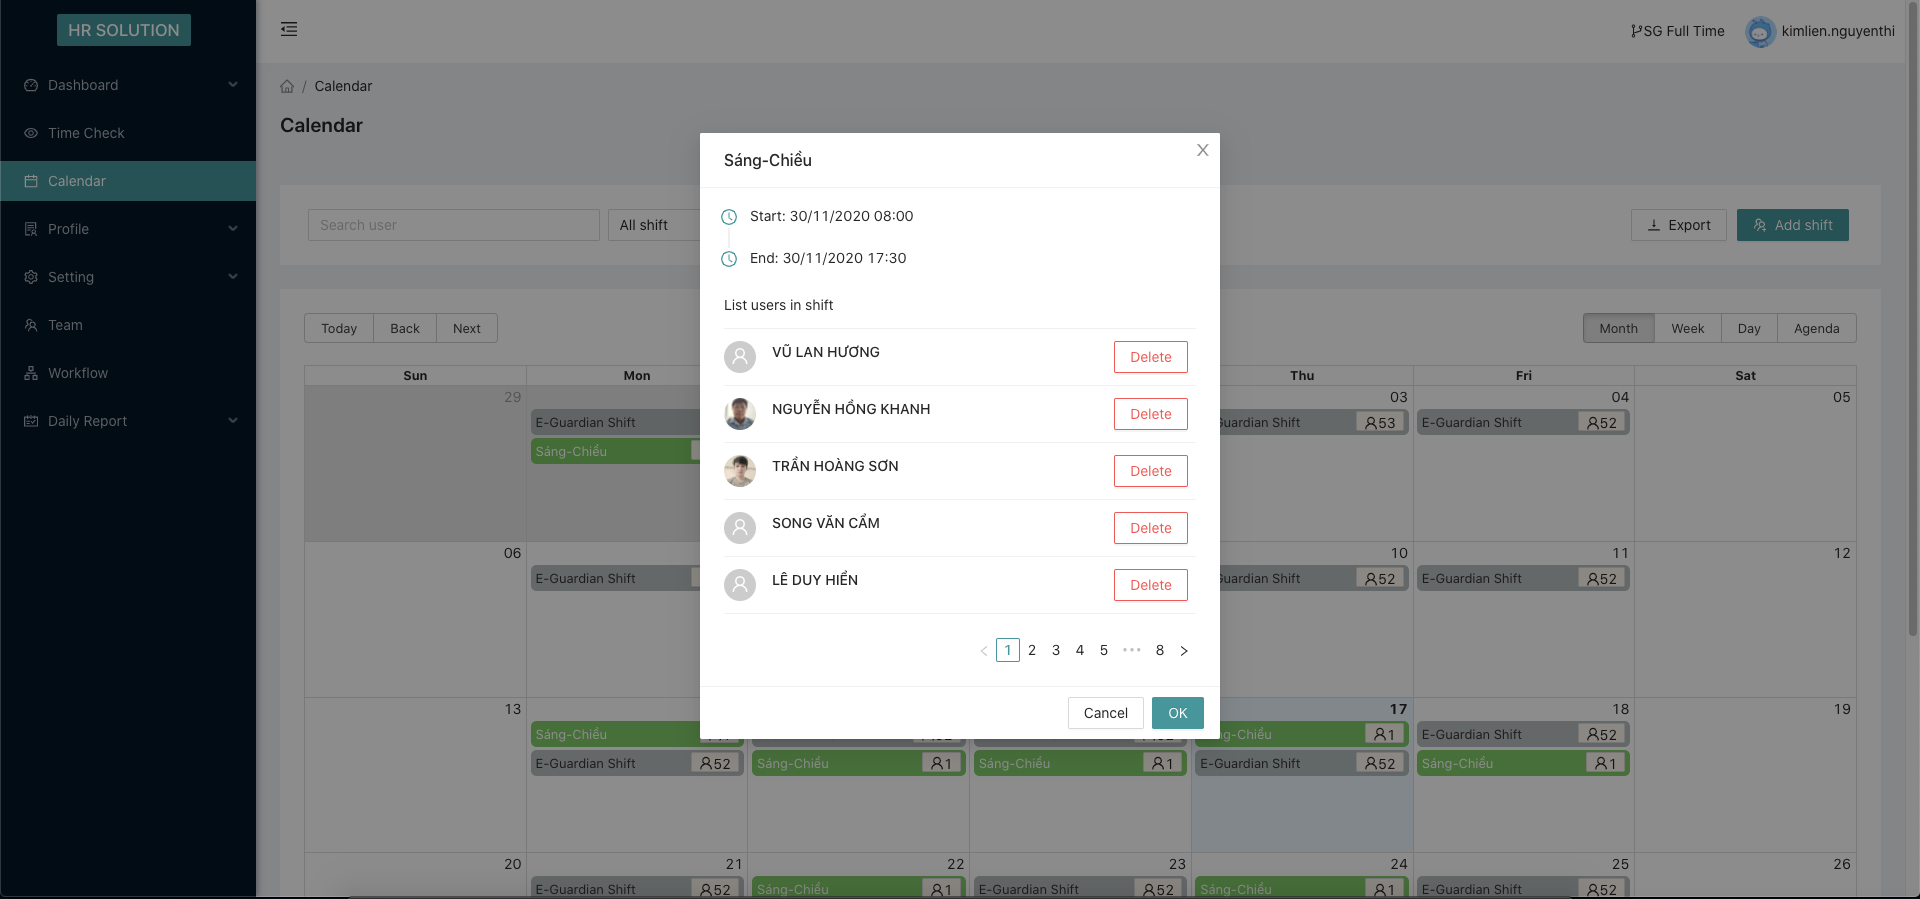 HR SOLUTION
SG Full Time
kimlien.nguyenthi
Dashboard
Time Check
Calendar
Profile
Setting
Team
Workflow
Daily Report
/ Calendar
Calendar
Search user
All shift
Export
Add shift
Today Back Next
Month Week Day Agenda
Sun Mon Thu Fri Sat
29 03 04 05
E-Guardian Shift
Guardian Shift 53
E-Guardian Shift 52
Sáng-Chiều
06 10 11 12
E-Guardian Shift
Guardian Shift 52
E-Guardian Shift 52
13 17 18 19
Sáng-Chiều
g-Chiều 1
E-Guardian Shift 52
E-Guardian Shift 52
Sáng-Chiều 1
Sáng-Chiều 1
E-Guardian Shift 52
Sáng-Chiều 1
20 21 22 23 24 25 26
E-Guardian Shift 52
Sáng-Chiều 1
E-Guardian Shift 52
Sáng-Chiều 1
E-Guardian Shift 52
Sáng-Chiều
Start: 30/11/2020 08:00
End: 30/11/2020 17:30
List users in shift
VŨ LAN HƯƠNG Delete
NGUYỄN HỒNG KHANH Delete
TRẦN HOÀNG SƠN Delete
SONG VĂN CẨM Delete
LÊ DUY HIỂN Delete
< 1 2 3 4 5 ••• 8 >
Cancel OK